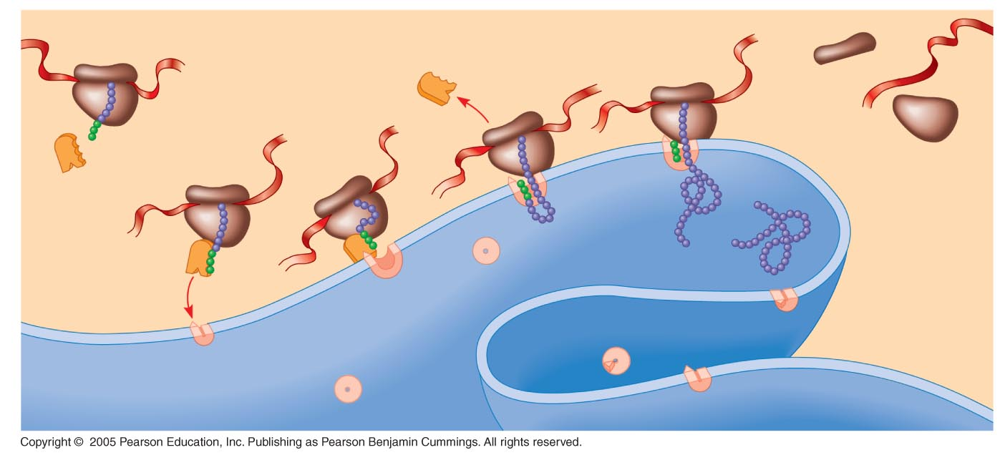 Copyright © 2005 Pearson Education, Inc. Publishing as Pearson Benjamin Cummings. All rights reserved.